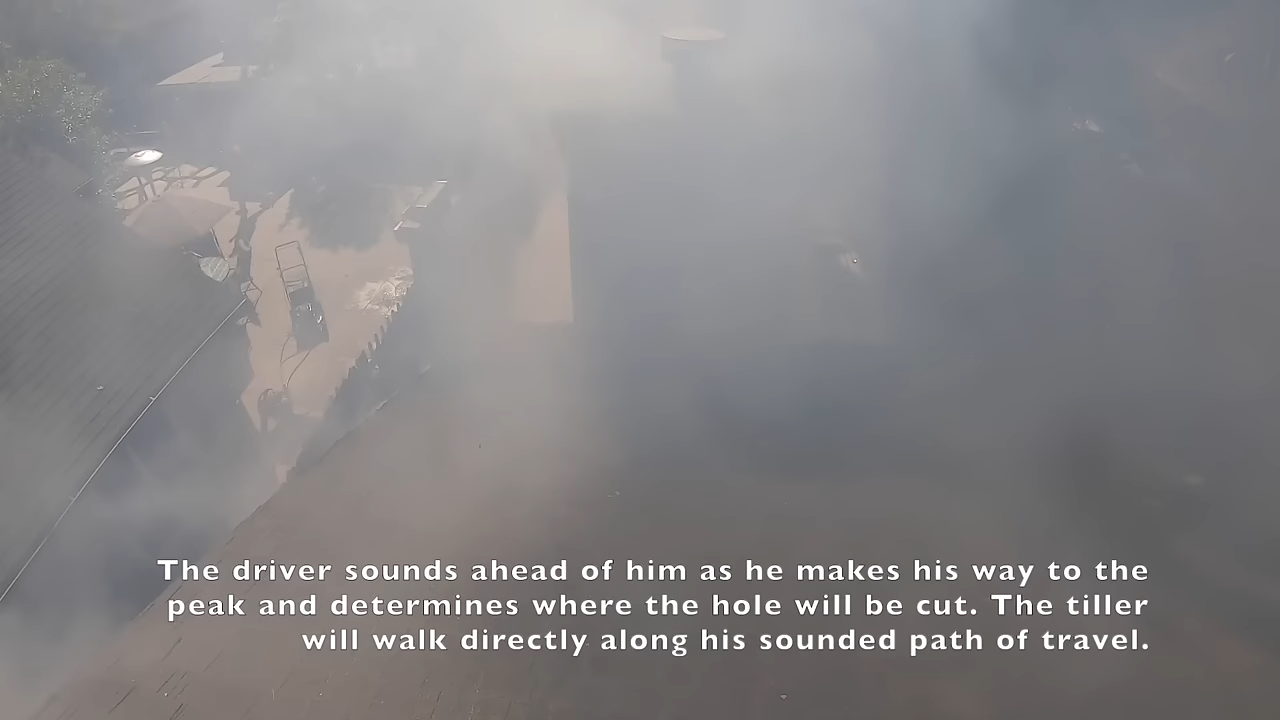 The driver sounds ahead of him as he makes his way to the
peak and determines where the hole will be cut. The tiller
will walk directly along his sounded path of travel.